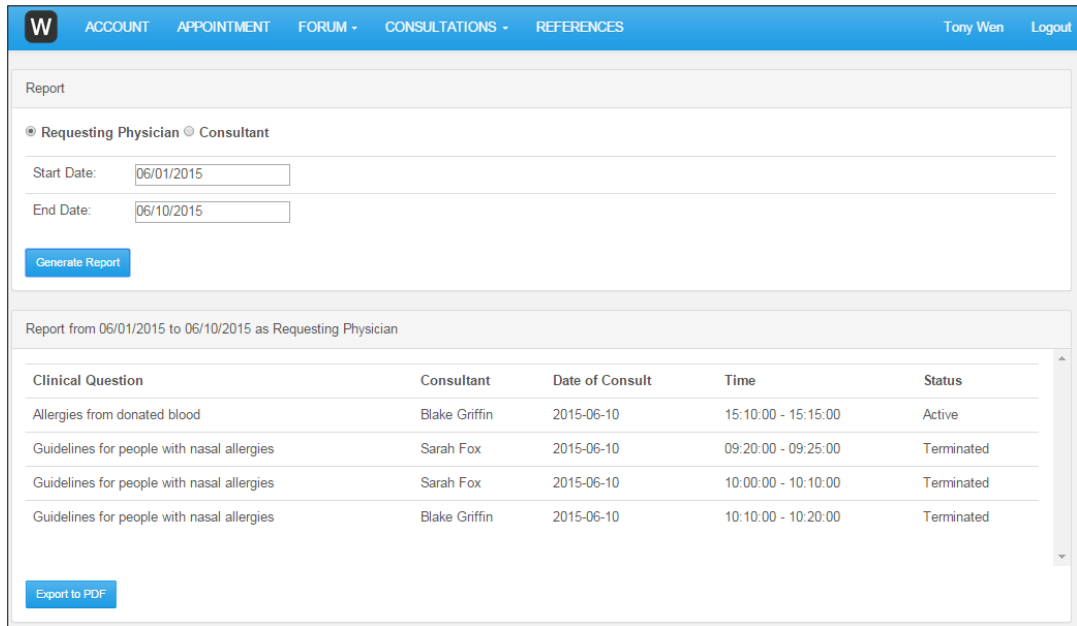 W ACCOUNT APPOINTMENT FORUM CONSULTATIONS REFERENCES Tony Wen Logout
Report
Requesting Physician Consultant
Start Date: 06/01/2015
End Date: 06/10/2015
Generate Report
Report from 06/01/2015 to 06/10/2015 as Requesting Physician
Clinical Question Consultant Date of Consult Time Status
Allergies from donated blood Blake Griffin 2015-06-10 15:10:00 - 15:15:00 Active
Guidelines for people with nasal allergies Sarah Fox 2015-06-10 09:20:00 - 09:25:00 Terminated
Guidelines for people with nasal allergies Sarah Fox 2015-06-10 10:00:00 - 10:10:00 Terminated
Guidelines for people with nasal allergies Blake Griffin 2015-06-10 10:10:00 - 10:20:00 Terminated
Export to PDF